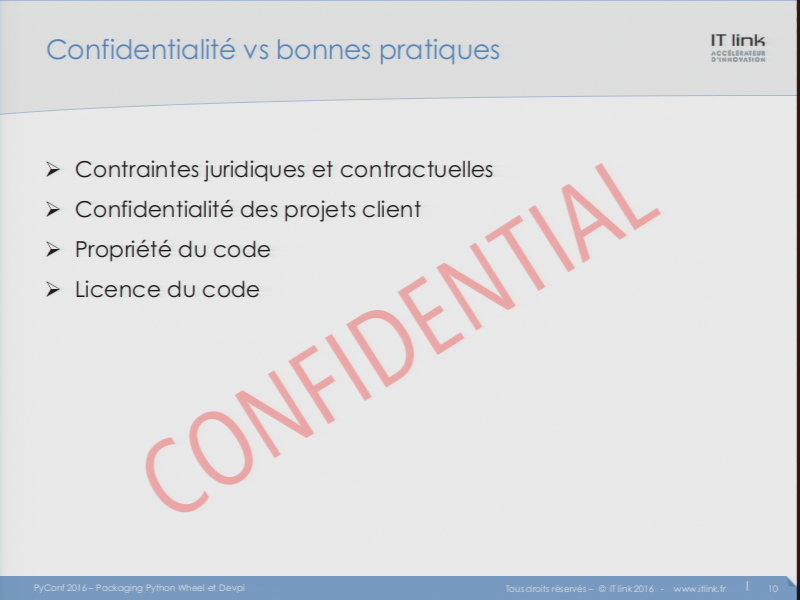 Confidentialité vs bonnes pratiques
IT link
ACCÉLÉRATEUR
D'INNOVATION
➢ Contraintes juridiques et contractuelles
➢ Confidentialité des projets client
➢ Propriété du code
➢ Licence du code
CONFIDENTIAL
PyConf 2016 – Packaging Python Wheel et Devpi
Tous droits réservés – © IT link 2016 - www.itlink.fr | 10